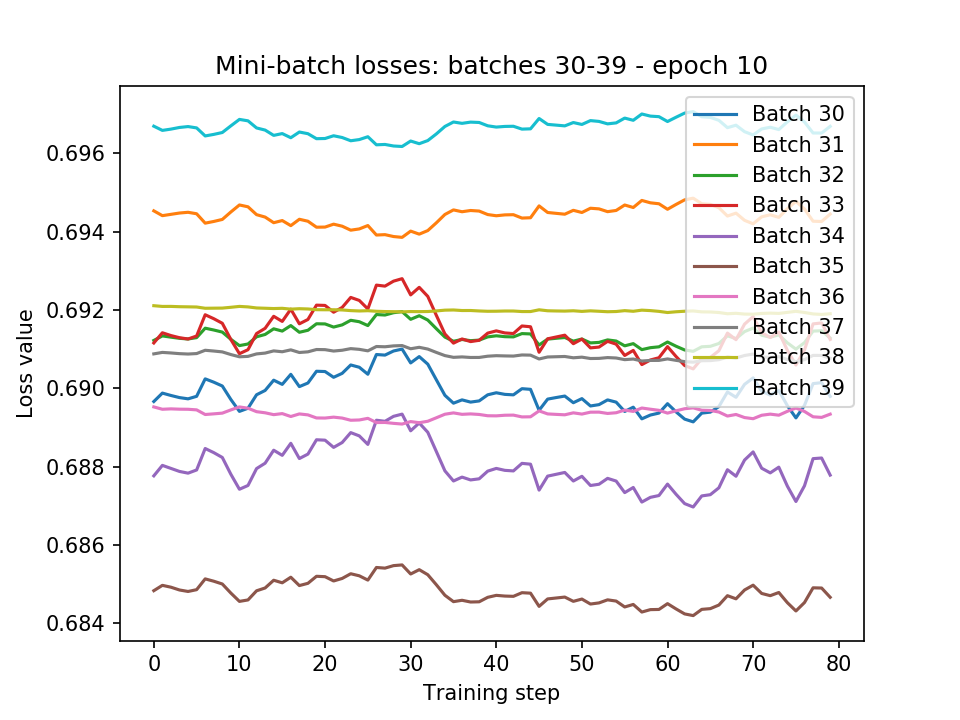 Mini-batch losses: batches 30-39 - epoch 10
Loss value
0.696
0.694
0.692
0.690
0.688
0.686
0.684
Batch 30
Batch 31
Batch 32
Batch 33
Batch 34
Batch 35
Batch 36
Batch 37
Batch 38
Batch 39
0 10 20 30 40 50 60 70 80
Training step